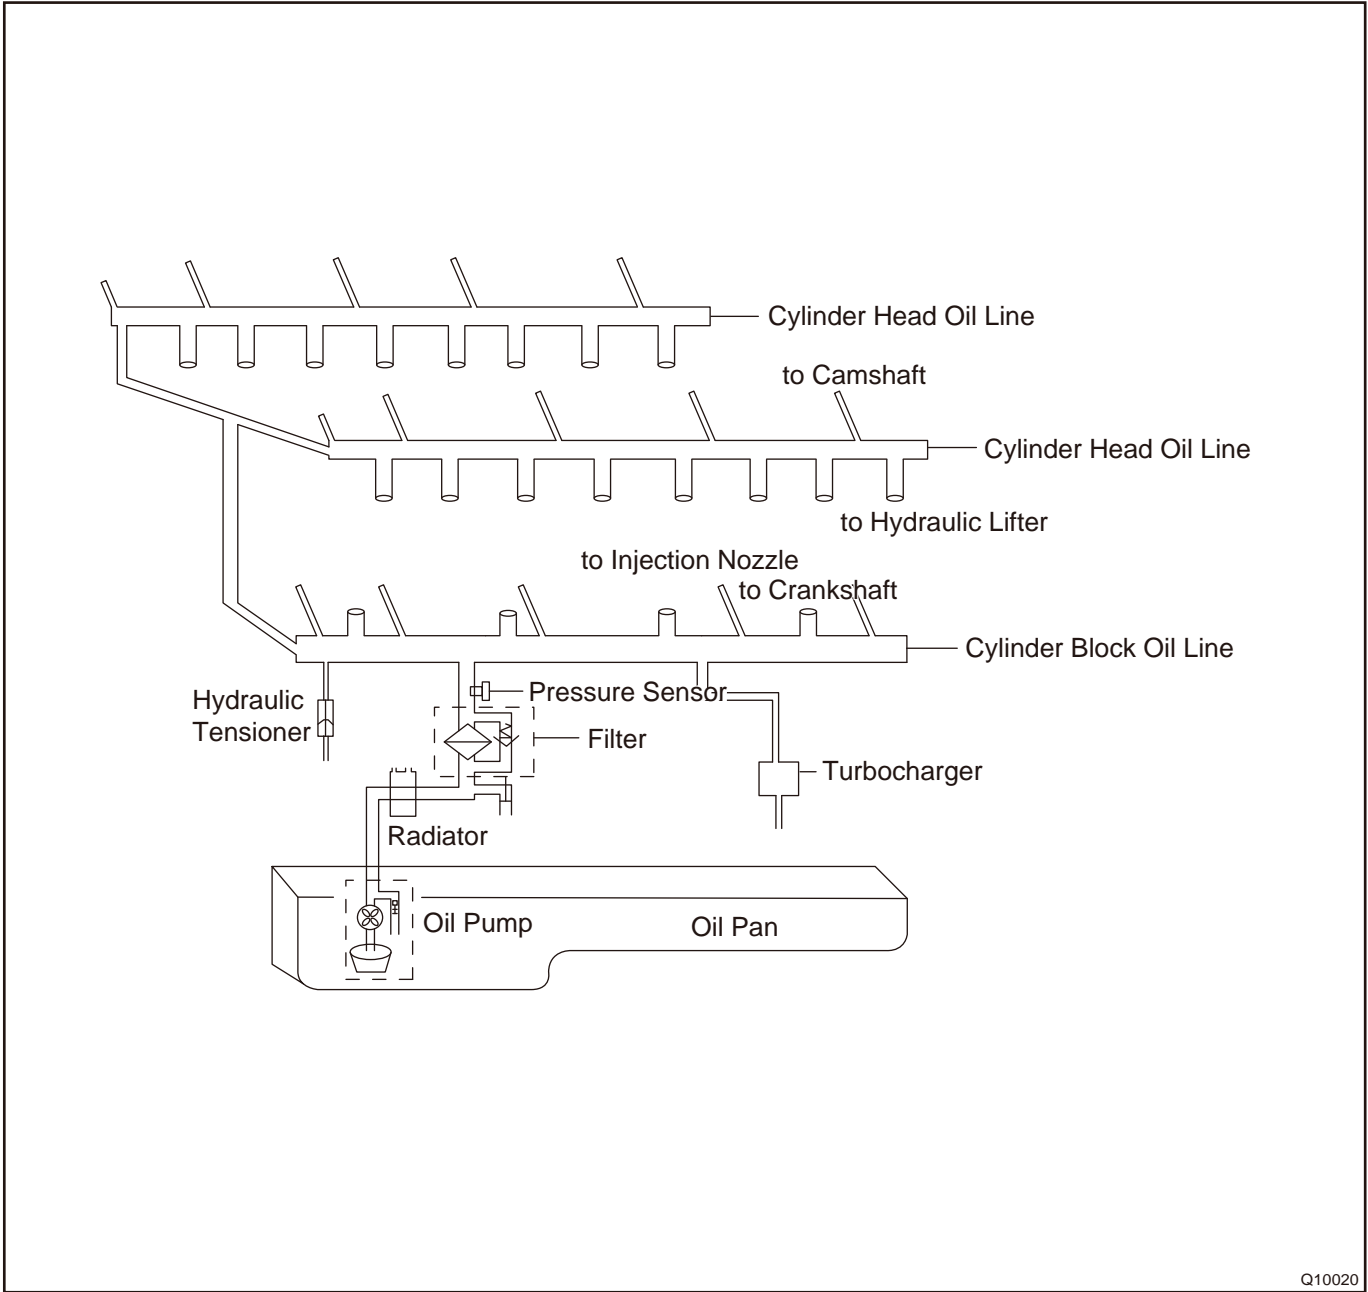 Cylinder Head Oil Line
to Camshaft
Cylinder Head Oil Line
to Hydraulic Lifter
to Injection Nozzle
to Crankshaft
Cylinder Block Oil Line
Hydraulic
Tensioner
Pressure Sensor
Filter
Turbocharger
Radiator
Oil Pump
Oil Pan
Q10020